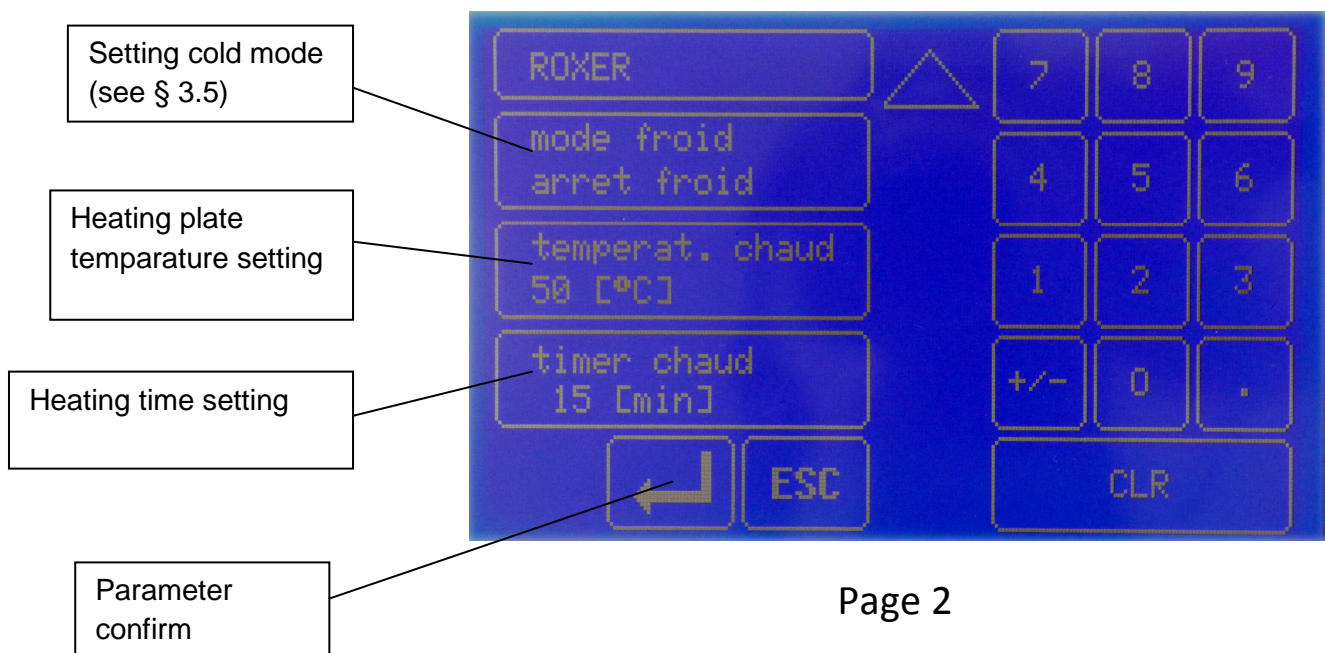 Setting cold mode
(see § 3.5)
Heating plate
temparature setting
Heating time setting
Parameter
confirm
ROXER
mode froid
arret froid
temperat. chaud
50 [°C]
timer chaud
15 [min]
ESC
7 8 9
4 5 6
1 2 3
+/- 0 .
CLR
Page 2